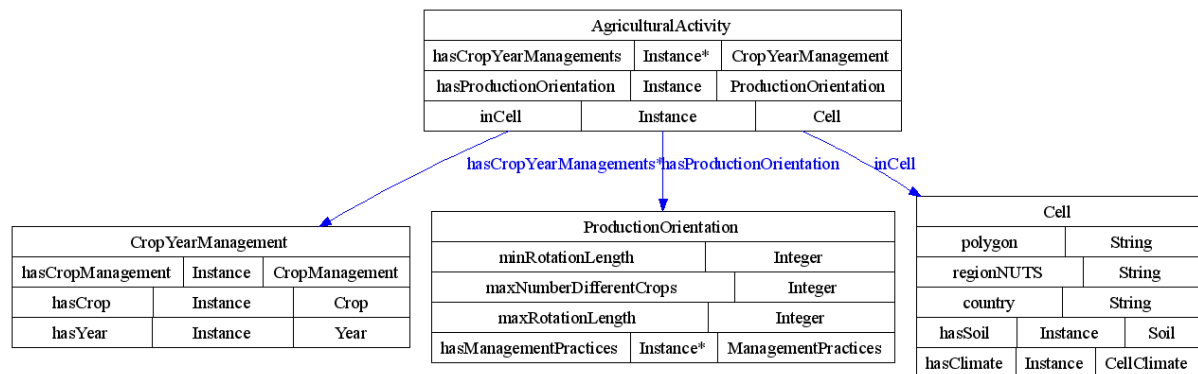 AgriculturalActivity
hasCropYearManagements Instance* CropYearManagement
hasProductionOrientation Instance ProductionOrientation
inCell Instance Cell
hasCropYearManagements* hasProductionOrientation inCell
CropYearManagement
hasCropManagement Instance CropManagement
hasCrop Instance Crop
hasYear Instance Year
ProductionOrientation
minRotationLength Integer
maxNumberDifferentCrops Integer
maxRotationLength Integer
hasManagementPractices Instance* ManagementPractices
Cell
polygon String
regionNUTS String
country String
hasSoil Instance Soil
hasClimate Instance CellClimate